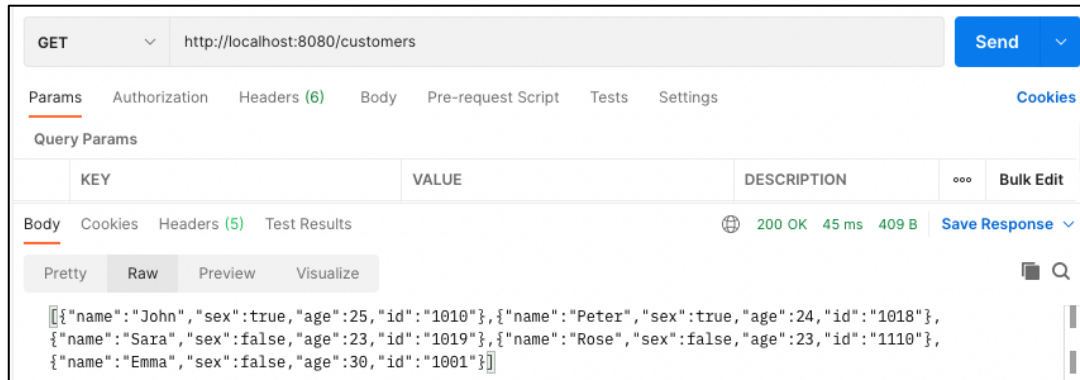 GET http://localhost:8080/customers Send
Params Authorization Headers (6) Body Pre-request Script Tests Settings Cookies
Query Params
KEY VALUE DESCRIPTION ooo Bulk Edit
Body Cookies Headers (5) Test Results 200 OK 45 ms 409 B Save Response
Pretty Raw Preview Visualize
[{"name":"John","sex":true,"age":25,"id":"1010"},{"name":"Peter","sex":true,"age":24,"id":"1018"},
{"name":"Sara","sex":false,"age":23,"id":"1019"},{"name":"Rose","sex":false,"age":23,"id":"1110"},
{"name":"Emma","sex":false,"age":30,"id":"1001"}]